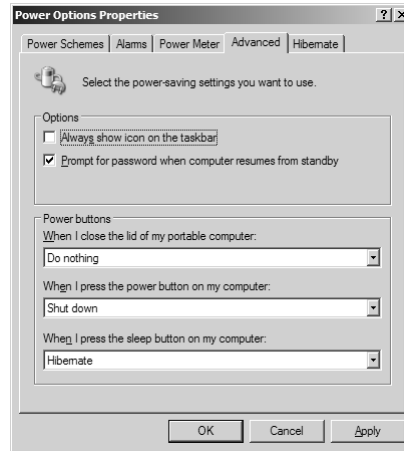 Power Options Properties
Power Schemes Alarms Power Meter Advanced Hibernate
Select the power-saving settings you want to use.
Options
Always show icon on the taskbar
Prompt for password when computer resumes from standby
Power buttons
When I close the lid of my portable computer:
Do nothing
When I press the power button on my computer:
Shut down
When I press the sleep button on my computer:
Hibernate
OK Cancel Apply